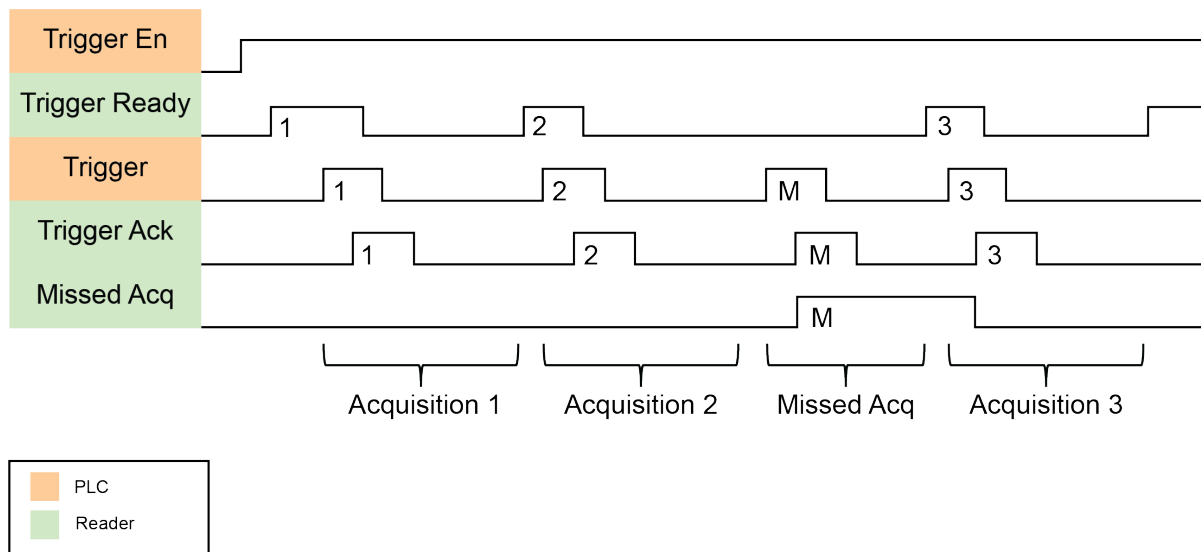 Trigger En
Trigger Ready
1
2
3
Trigger
1
2
M
3
Trigger Ack
1
2
M
3
Missed Acq
M
Acquisition 1
Acquisition 2
Missed Acq
Acquisition 3
PLC
Reader